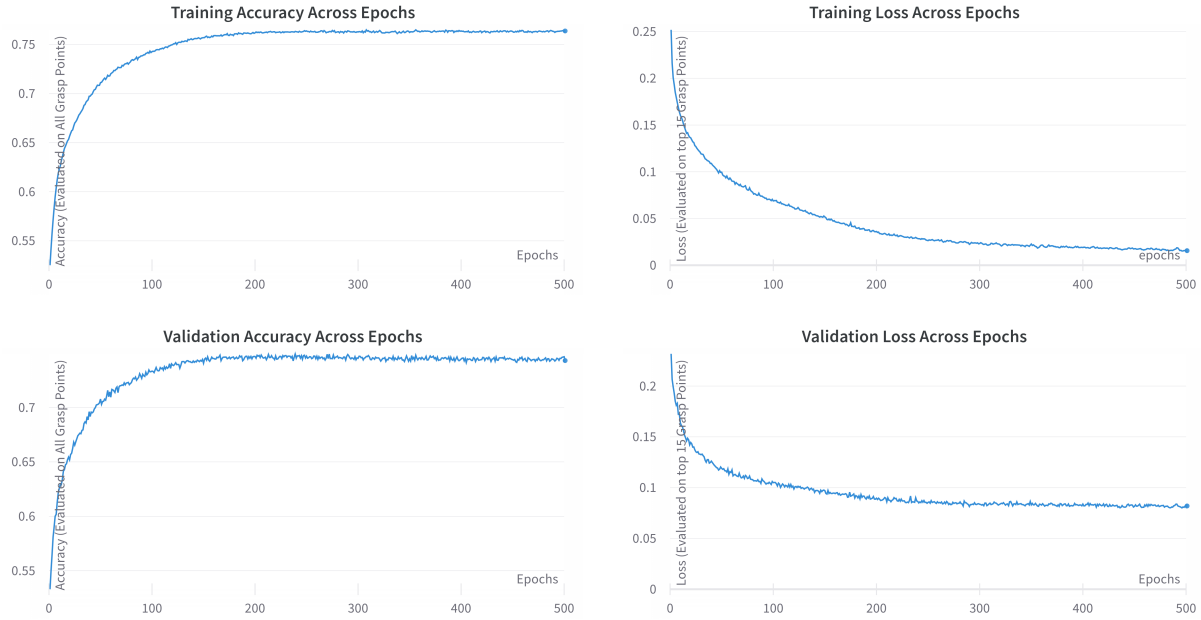 Training Accuracy Across Epochs
Accuracy (Evaluated on All Grasp Points)
0.75
0.7
0.65
0.6
0.55
Epochs
0 100 200 300 400 500
Training Loss Across Epochs
Loss (Evaluated on top 15 Grasp Points)
0.25
0.2
0.15
0.1
0.05
0
epochs
0 100 200 300 400 500
Validation Accuracy Across Epochs
Accuracy (Evaluated on All Grasp Points)
0.7
0.65
0.6
0.55
Epochs
0 100 200 300 400 500
Validation Loss Across Epochs
Loss (Evaluated on top 15 Grasp Points)
0.2
0.15
0.1
0.05
0
Epochs
0 100 200 300 400 500